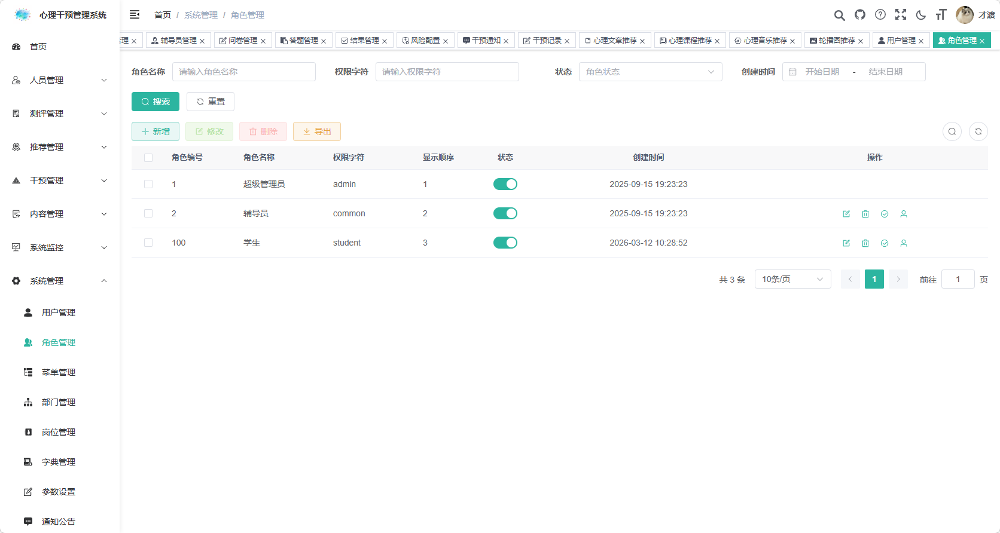 心理干预管理系统
首页 / 系统管理 / 角色管理
才渡
管理
辅导员管理
问卷管理
答题管理
结果管理
风险配置
干预通知
干预记录
心理文章推荐
心理课程推荐
心理音乐推荐
轮播图推荐
用户管理
角色管理
首页
人员管理
测评管理
推荐管理
干预管理
内容管理
系统监控
系统管理
用户管理
角色管理
菜单管理
部门管理
岗位管理
字典管理
参数设置
通知公告
角色名称 请输入角色名称 权限字符 请输入权限字符 状态 角色状态 创建时间 开始日期 - 结束日期
搜索 重置
新增 修改 删除 导出
角色编号 角色名称 权限字符 显示顺序 状态 创建时间 操作
1 超级管理员 admin 1 2025-09-15 19:23:23
2 辅导员 common 2 2025-09-15 19:23:23
100 学生 student 3 2026-03-12 10:28:52
共 3 条 10条/页 1 前往 1 页